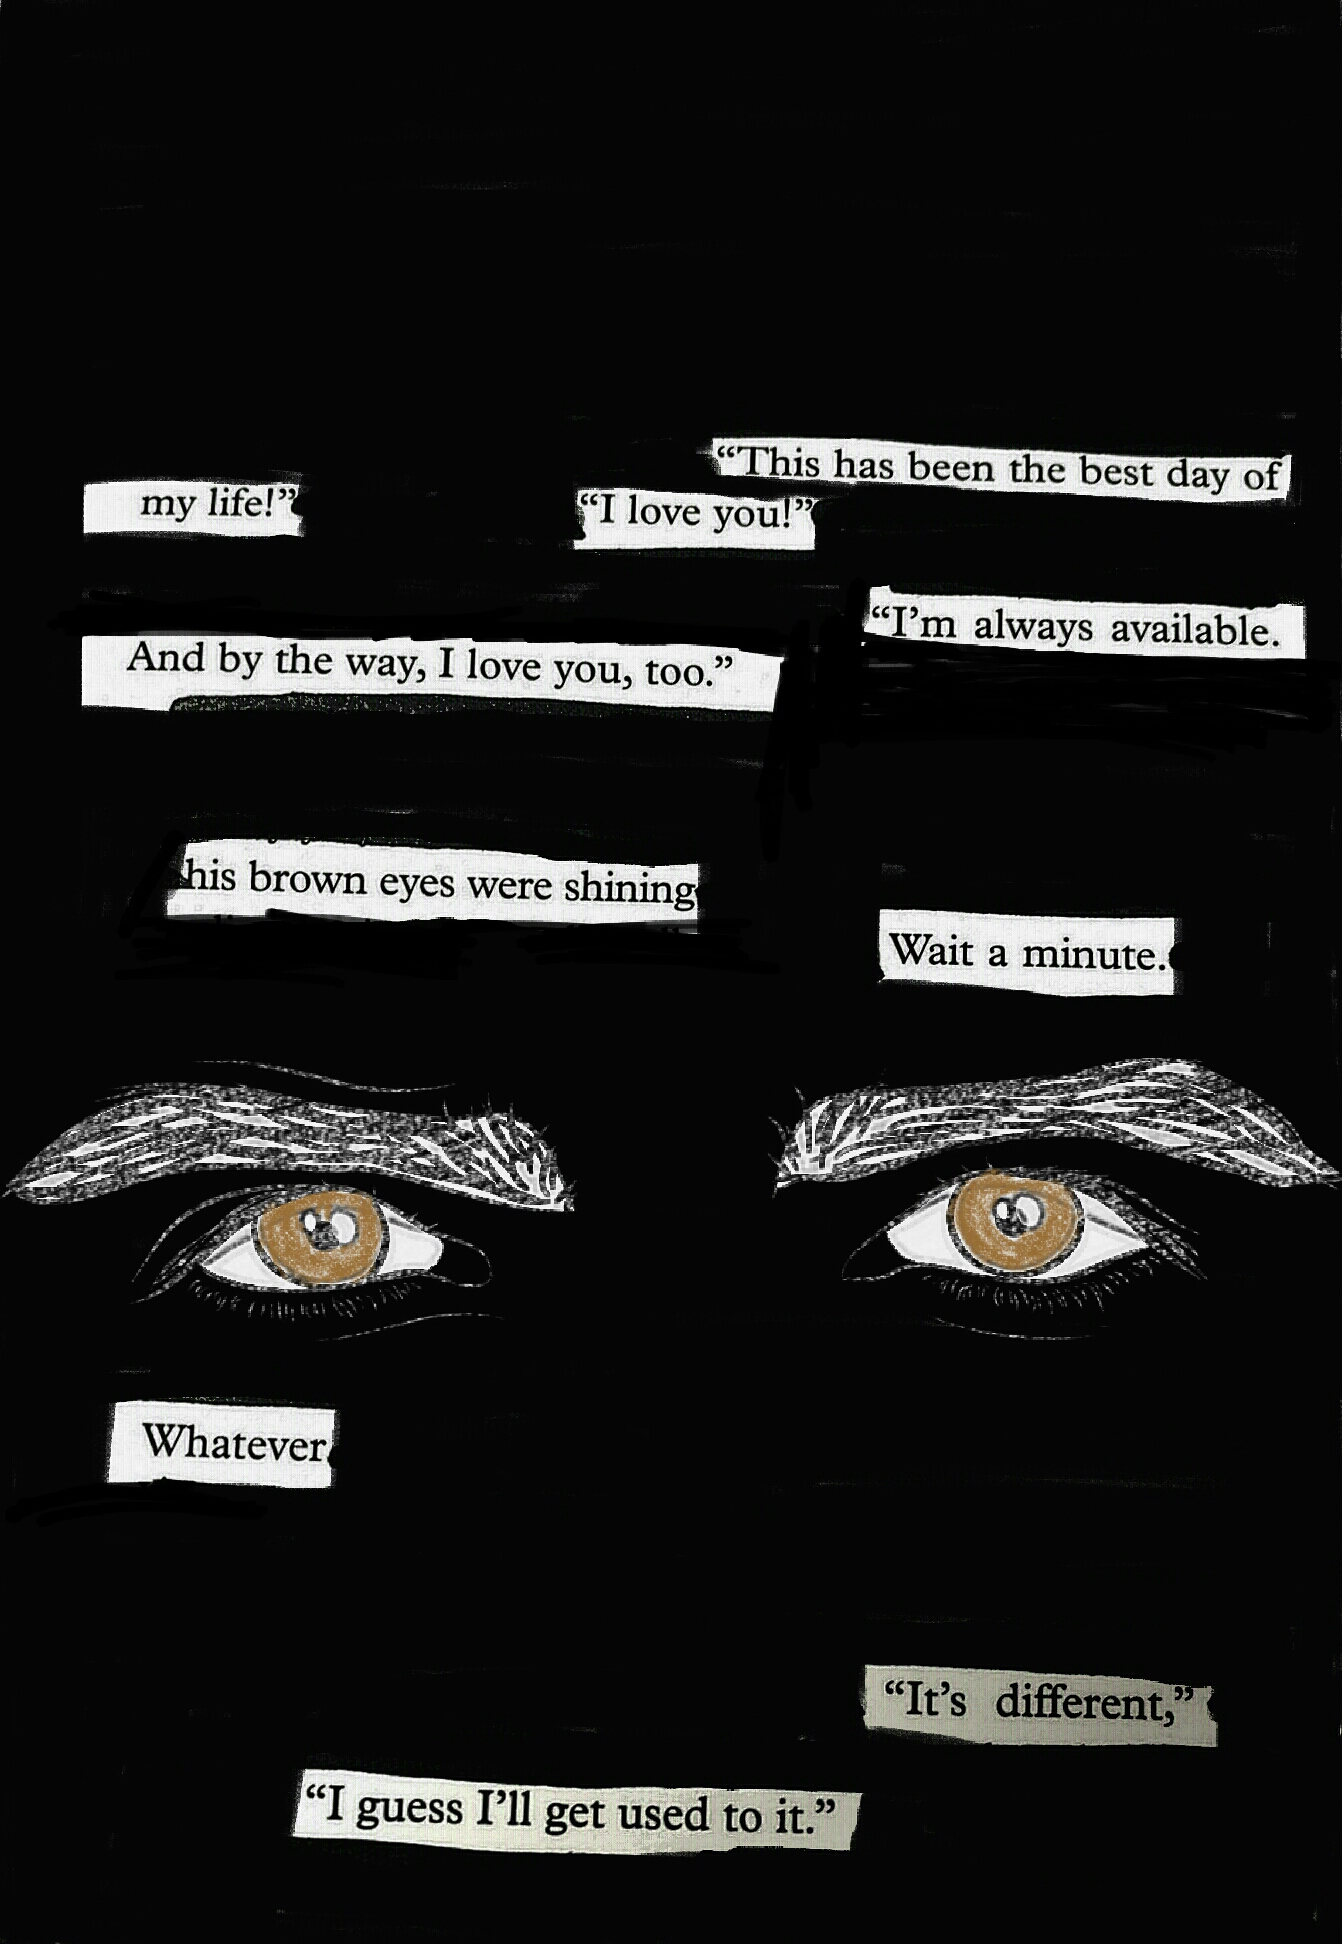 “This has been the best day of
my life!” “I love you!”
“I’m always available.
And by the way, I love you, too.”
his brown eyes were shining
Wait a minute.
Whatever
“It’s different,”
“I guess I’ll get used to it.”